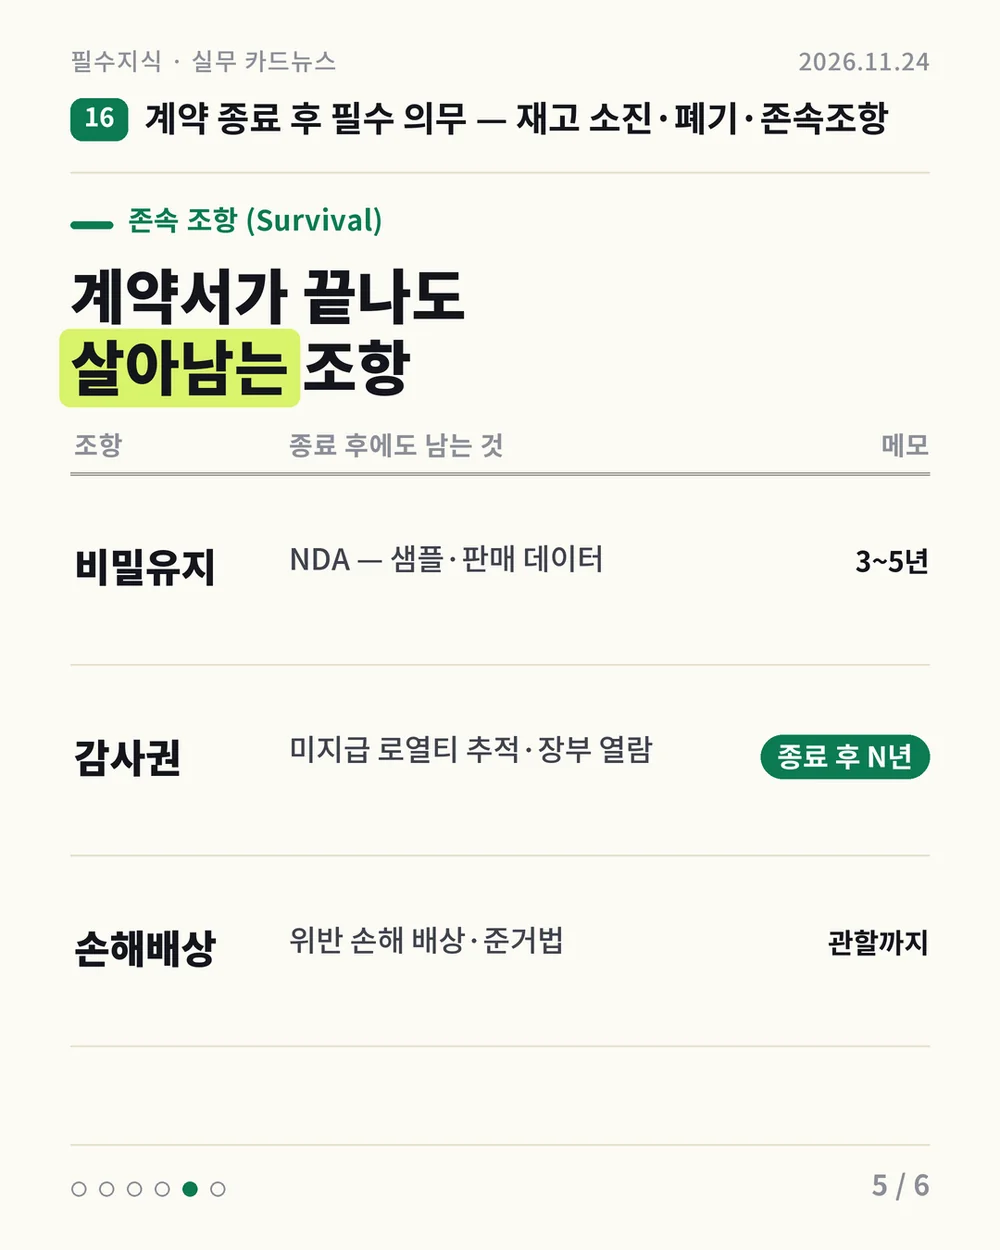 필수지식 · 실무 카드뉴스 2026.11.24
16 계약 종료 후 필수 의무 — 재고 소진·폐기·존속조항
존속 조항 (Survival)
계약서가 끝나도
살아남는 조항
조항 종료 후에도 남는 것 메모
비밀유지 NDA — 샘플·판매 데이터 3~5년
감사권 미지급 로열티 추적·장부 열람 종료 후 N년
손해배상 위반 손해 배상·준거법 관할까지
5 / 6